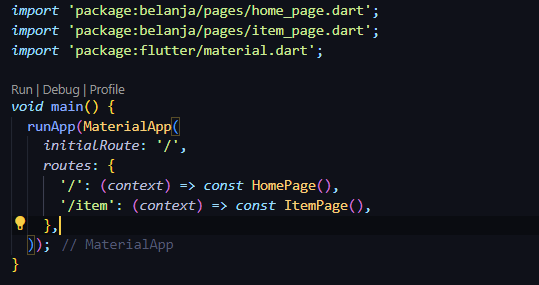 import 'package:belanja/pages/home_page.dart';
import 'package:belanja/pages/item_page.dart';
import 'package:flutter/material.dart';
Run | Debug | Profile
void main() {
  runApp(MaterialApp(
    initialRoute: '/',
    routes: {
      '/': (context) => const HomePage(),
      '/item': (context) => const ItemPage(),
    },
  )); // MaterialApp
}